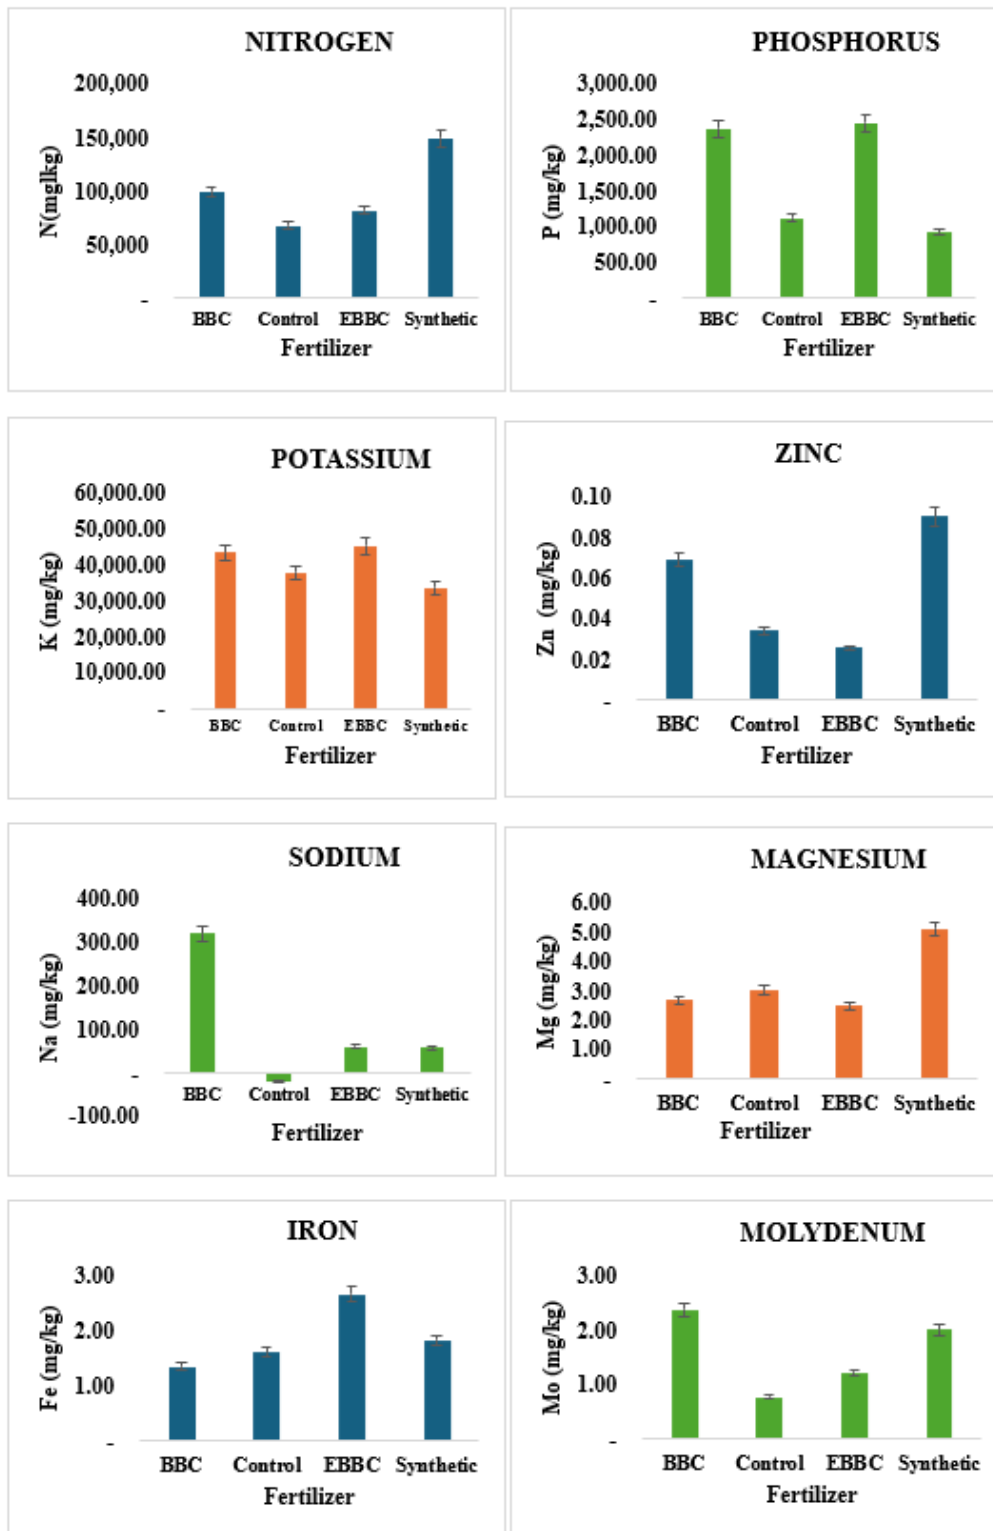 NITROGEN
200,000
150,000
100,000
50,000
-
N(mglkg)
BBC Control EBBC Synthetic
Fertilizer
PHOSPHORUS
3,000.00
2,500.00
2,000.00
1,500.00
1,000.00
500.00
-
P (mg/kg)
BBC Control EBBC Synthetic
Fertilizer
POTASSIUM
60,000.00
50,000.00
40,000.00
30,000.00
20,000.00
10,000.00
-
K (mg/kg)
BBC Control EBBC Synthetic
Fertilizer
ZINC
0.10
0.08
0.06
0.04
0.02
-
Zn (mg/kg)
BBC Control EBBC Synthetic
Fertilizer
SODIUM
400.00
300.00
200.00
100.00
-
-100.00
Na (mg/kg)
BBC Control EBBC Synthetic
Fertilizer
MAGNESIUM
6.00
5.00
4.00
3.00
2.00
1.00
-
Mg (mg/kg)
BBC Control EBBC Synthetic
Fertilizer
IRON
3.00
2.00
1.00
-
Fe (mg/kg)
BBC Control EBBC Synthetic
Fertilizer
MOLYDENUM
3.00
2.00
1.00
-
Mo (mg/kg)
BBC Control EBBC Synthetic
Fertilizer